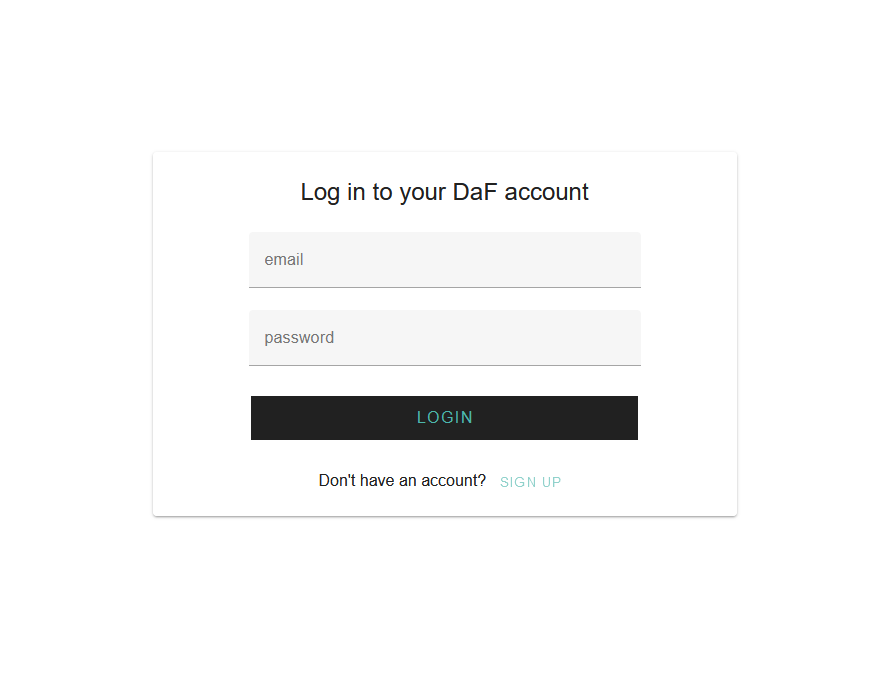 Log in to your DaF account
email
password
LOGIN
Don't have an account? SIGN UP